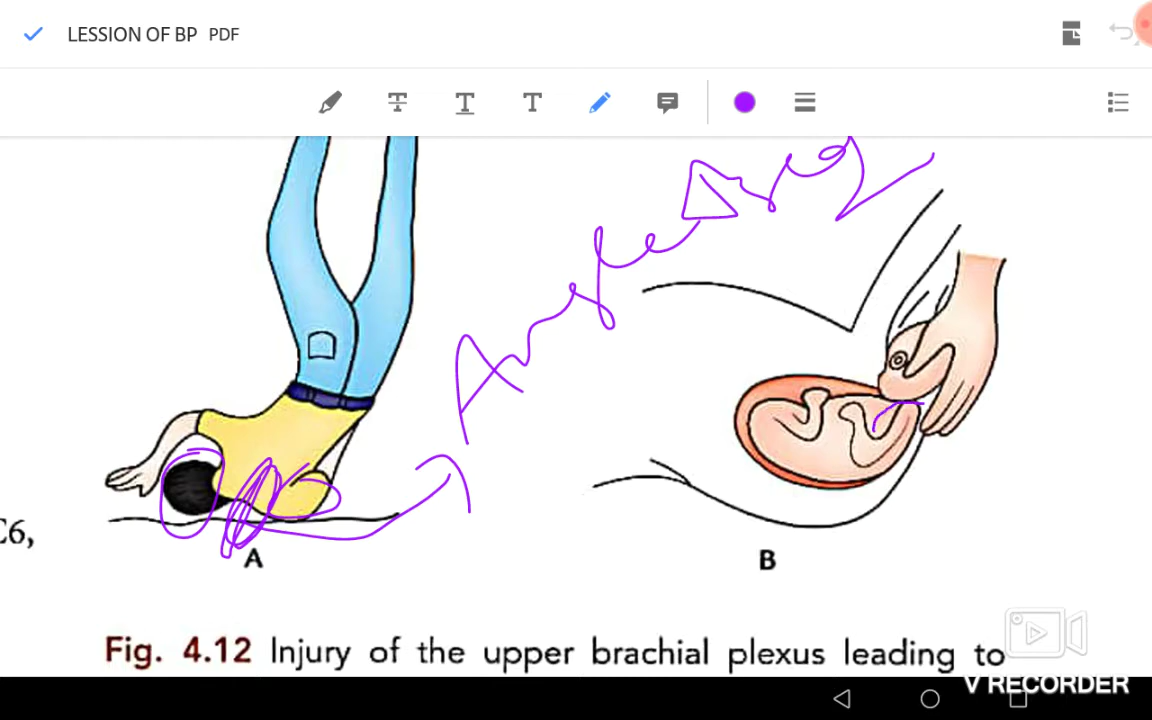 LESSION OF BP PDF
C6,
A
B
Fig. 4.12 Injury of the upper brachial plexus leading to
V RECORDER